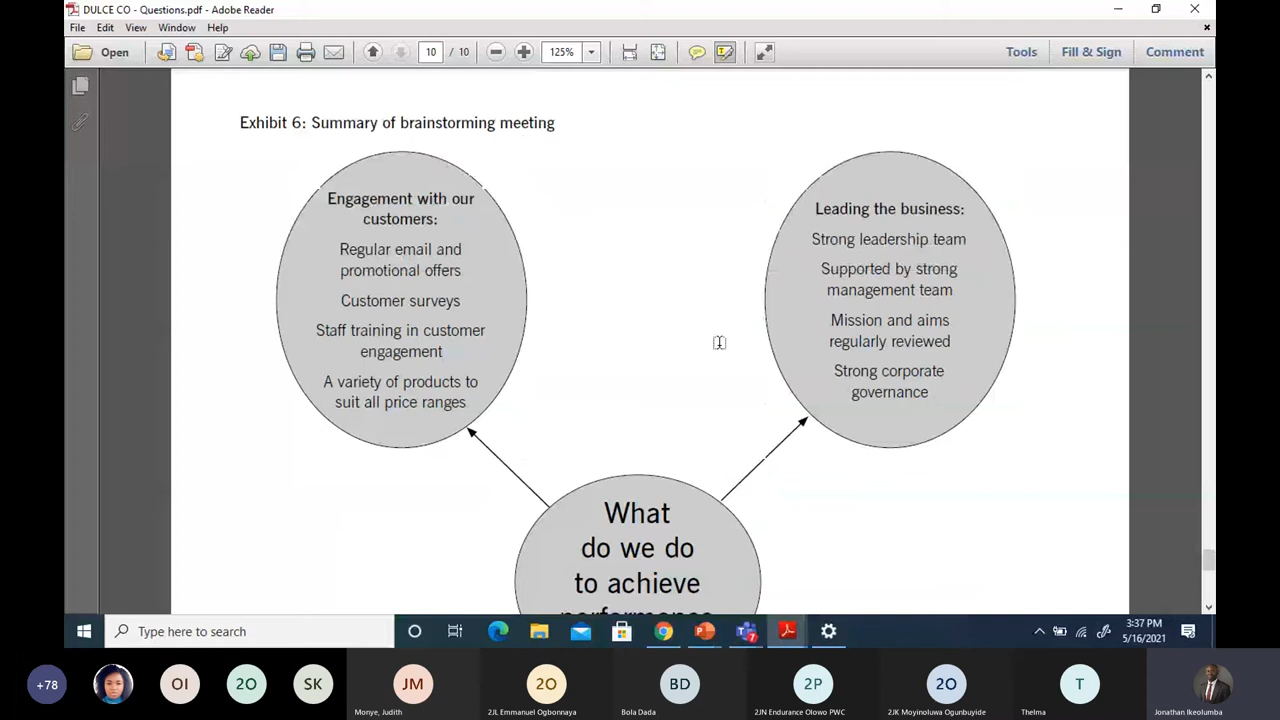 DULCE CO - Questions.pdf - Adobe Reader
File Edit View Window Help
Open 10 / 10 125% Tools Fill & Sign Comment
Exhibit 6: Summary of brainstorming meeting
Engagement with our
customers:
Regular email and
promotional offers
Customer surveys
Staff training in customer
engagement
A variety of products to
suit all price ranges
Leading the business:
Strong leadership team
Supported by strong
management team
Mission and aims
regularly reviewed
Strong corporate
governance
What
do we do
to achieve
performance
Type here to search
3:37 PM
5/16/2021
+78 OI 2O SK JM 2O BD 2P 2O T
Monye, Judith 2JL Emmanuel Ogbonnaya Bola Dada 2JN Endurance Olowo PWC 2JK Moyinoluwa Ogunbuyide Thelma Jonathan Ikeolumba